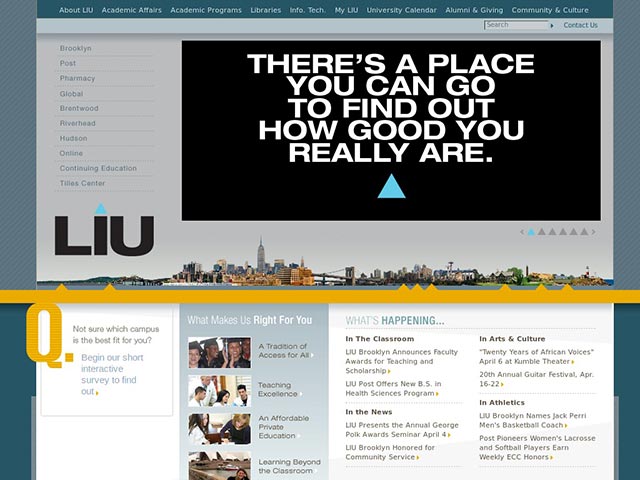 About LIU Academic Affairs Academic Programs Libraries Info. Tech. My LIU University Calendar Alumni & Giving Community & Culture
Search Contact Us
Brooklyn
Post
Pharmacy
Global
Brentwood
Riverhead
Hudson
Online
Continuing Education
Tilles Center
LIU
THERE'S A PLACE
YOU CAN GO
TO FIND OUT
HOW GOOD YOU
REALLY ARE.
Q.
Not sure which campus
is the best fit for you?
Begin our short
interactive
survey to find
out
What Makes Us Right For You
A Tradition of
Access for All
Teaching
Excellence
An Affordable
Private
Education
Learning Beyond
the Classroom
WHAT'S HAPPENING...
In The Classroom
LIU Brooklyn Announces Faculty
Awards for Teaching and
Scholarship
LIU Post Offers New B.S. in
Health Sciences Program
In the News
LIU Presents the Annual George
Polk Awards Seminar April 4
LIU Brooklyn Honored for
Community Service
In Arts & Culture
"Twenty Years of African Voices"
April 6 at Kumble Theater
20th Annual Guitar Festival, Apr.
16-22
In Athletics
LIU Brooklyn Names Jack Perri
Men's Basketball Coach
Post Pioneers Women's Lacrosse
and Softball Players Earn
Weekly ECC Honors